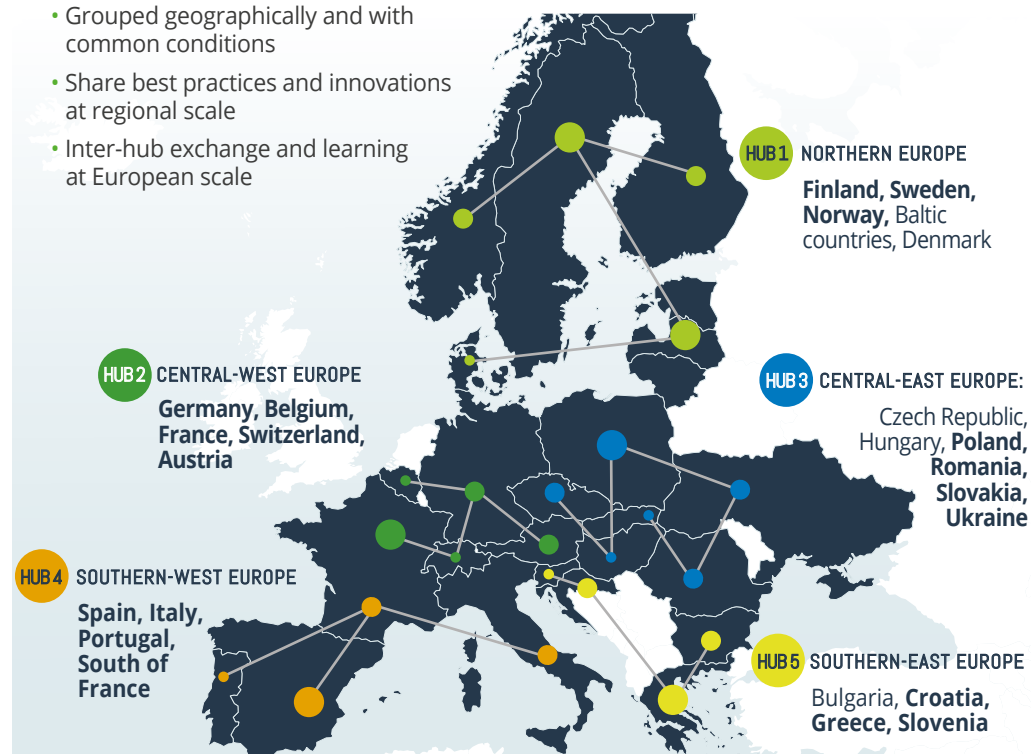 • Grouped geographically and with
common conditions
• Share best practices and innovations
at regional scale
• Inter-hub exchange and learning
at European scale
HUB 1 NORTHERN EUROPE
Finland, Sweden,
Norway, Baltic
countries, Denmark
HUB 2 CENTRAL-WEST EUROPE
Germany, Belgium,
France, Switzerland,
Austria
HUB 3 CENTRAL-EAST EUROPE:
Czech Republic,
Hungary, Poland,
Romania,
Slovakia,
Ukraine
HUB 4 SOUTHERN-WEST EUROPE
Spain, Italy,
Portugal,
South of
France
HUB 5 SOUTHERN-EAST EUROPE
Bulgaria, Croatia,
Greece, Slovenia